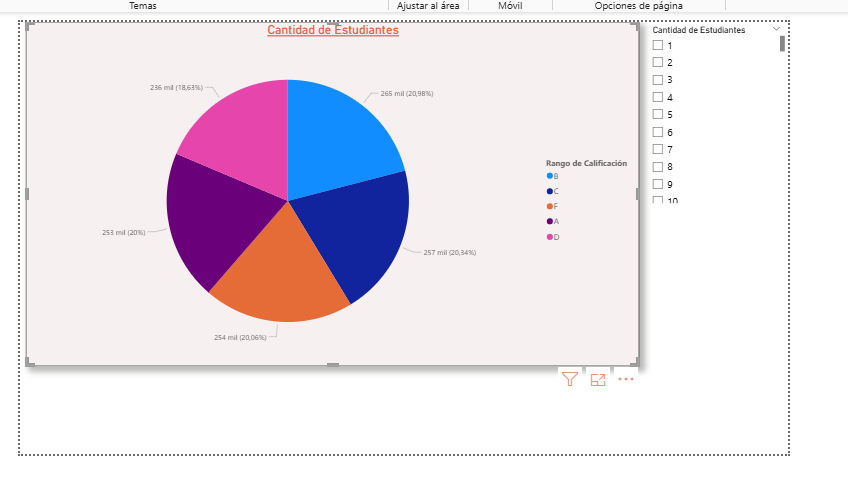 Temas
Ajustar al área
Móvil
Opciones de página
Cantidad de Estudiantes
236 mil (18,63%)
265 mil (20,98%)
253 mil (20%)
257 mil (20,34%)
254 mil (20,06%)
Rango de Calificación
B
C
F
A
D
Cantidad de Estudiantes
1
2
3
4
5
6
7
8
9
10